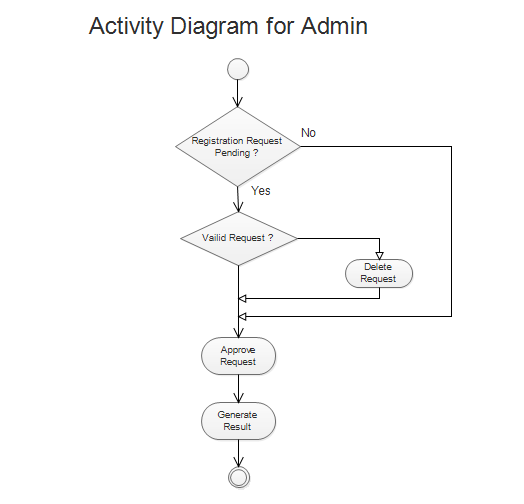 Activity Diagram for Admin
Registration Request
Pending ?
No
Yes
Vailid Request ?
Delete
Request
Approve
Request
Generate
Result